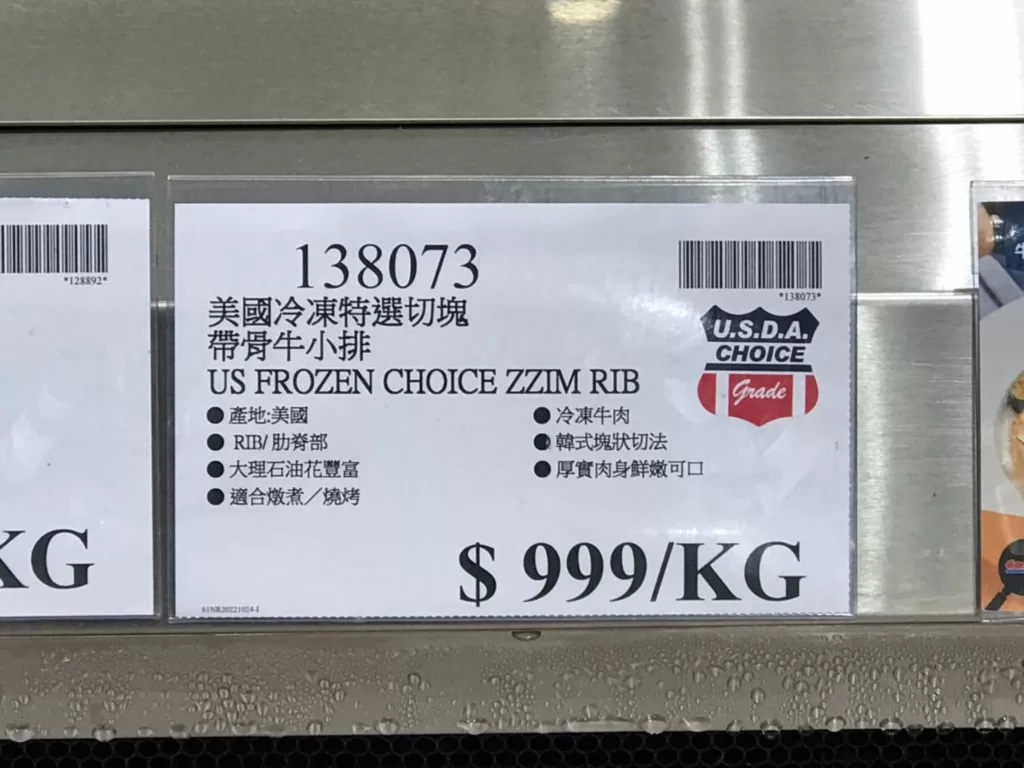 *128892*
KG
138073
*138073*
美國冷凍特選切塊
帶骨牛小排
US FROZEN CHOICE ZZIM RIB
U.S.D.A.
CHOICE
Grade
● 產地:美國
● RIB/ 肋脊部
● 大理石油花豐富
● 適合燉煮／燒烤
● 冷凍牛肉
● 韓式塊狀切法
● 厚實肉身鮮嫩可口
$ 999/KG